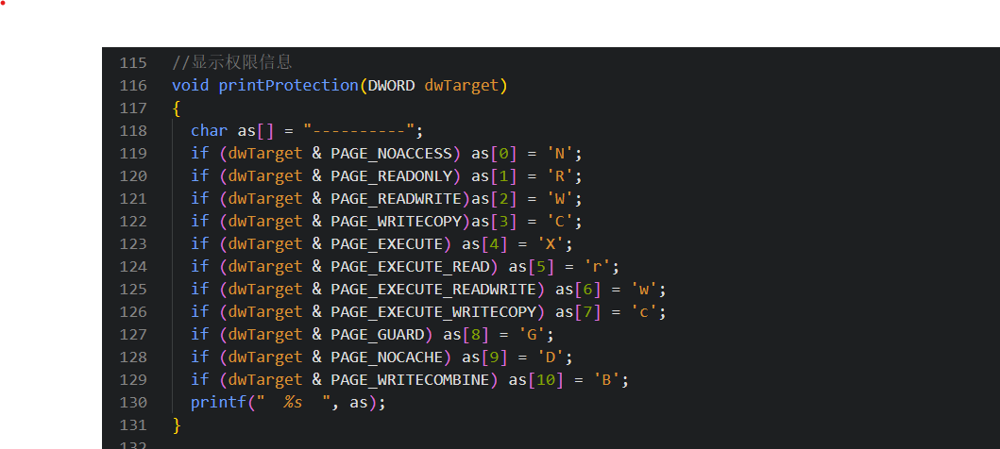 115 //显示权限信息
116 void printProtection(DWORD dwTarget)
117 {
118 char as[] = "----------";
119 if (dwTarget & PAGE_NOACCESS) as[0] = 'N';
120 if (dwTarget & PAGE_READONLY) as[1] = 'R';
121 if (dwTarget & PAGE_READWRITE)as[2] = 'W';
122 if (dwTarget & PAGE_WRITECOPY)as[3] = 'C';
123 if (dwTarget & PAGE_EXECUTE) as[4] = 'X';
124 if (dwTarget & PAGE_EXECUTE_READ) as[5] = 'r';
125 if (dwTarget & PAGE_EXECUTE_READWRITE) as[6] = 'w';
126 if (dwTarget & PAGE_EXECUTE_WRITECOPY) as[7] = 'c';
127 if (dwTarget & PAGE_GUARD) as[8] = 'G';
128 if (dwTarget & PAGE_NOCACHE) as[9] = 'D';
129 if (dwTarget & PAGE_WRITECOMBINE) as[10] = 'B';
130 printf("  %s  ", as);
131 }
132